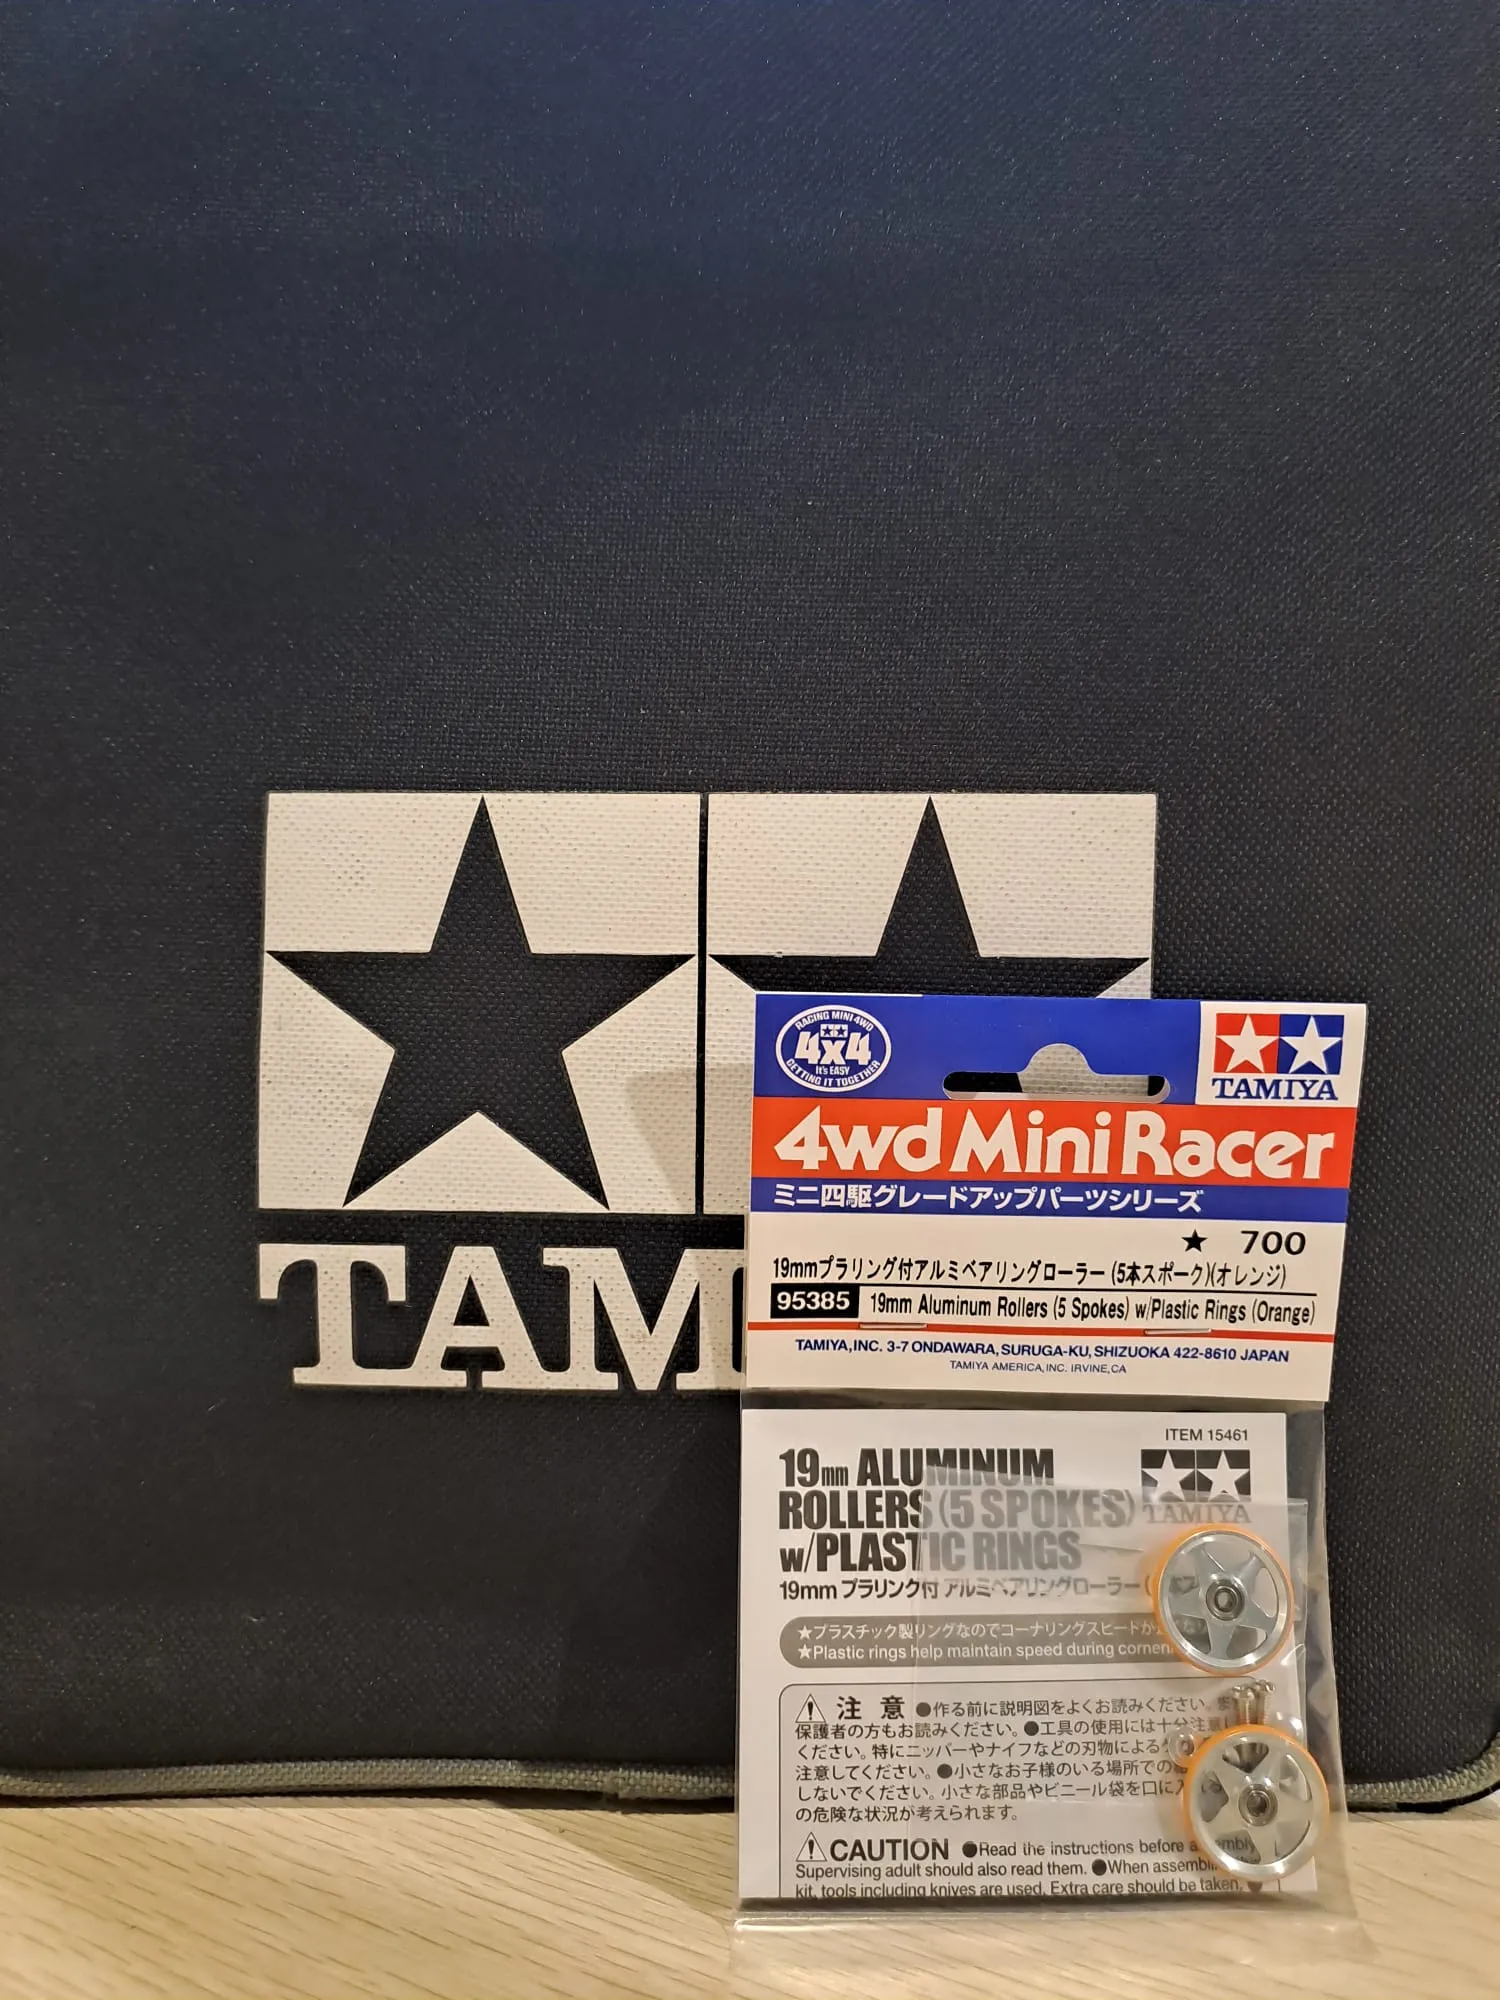 TAM
RACING MINI 4WD
4x4
It's EASY
GETTING IT TOGETHER
TAMIYA
4wd Mini Racer
ミニ四駆グレードアップパーツシリーズ
★ 700
19mmプラリング付アルミベアリングローラー (5本スポーク)(オレンジ)
95385 19mm Aluminum Rollers (5 Spokes) w/Plastic Rings (Orange)
TAMIYA, INC. 3-7 ONDAWARA, SURUGA-KU, SHIZUOKA 422-8610 JAPAN
TAMIYA AMERICA, INC. IRVINE, CA
ITEM 15461
19mm ALUMINUM
ROLLERS (5 SPOKES)
w/PLASTIC RINGS
TAMIYA
19mm プラリング付 アルミベアリングローラー (
★プラスチック製リングなのでコーナリングスピードが
★Plastic rings help maintain speed during
注 意 ●作る前に説明図をよくお読みください。
保護者の方もお読みください。●工具の使用には十分注意
ください。特にニッパーやナイフなどの刃物による
注意してください。●小さなお子様のいる場所での
しないでください。小さな部品やビニール袋を口に入
の危険な状況が考えられます。
CAUTION ●Read the instructions before
Supervising adult should also read them. ●When
kit, tools including knives are used. Extra care should be taken. ●